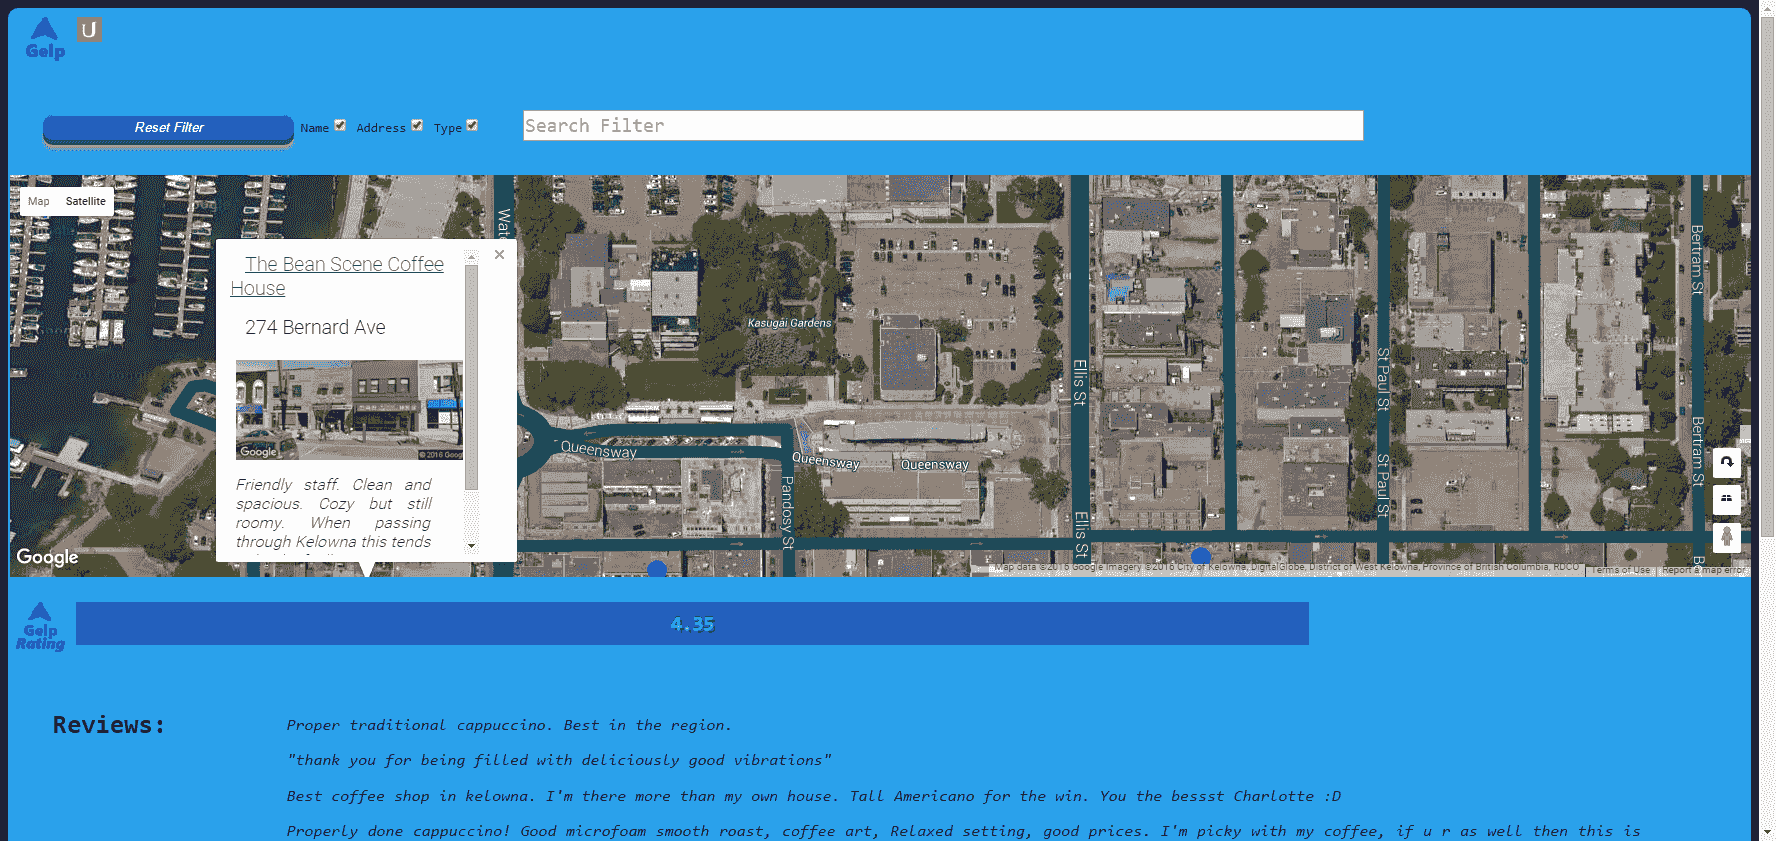 Gelp
U
Reset Filter
Name Address Type
Search Filter
Map Satellite
The Bean Scene Coffee
House
274 Bernard Ave
Google
© 2016 Goog
Friendly staff. Clean and
spacious. Cozy but still
roomy. When passing
through Kelowna this tends
Kasugai Gardens
Queensway
Queensway
Queensway
Pandosy St
Ellis St
Ellis St
St Paul St
St Paul St
Bertram St
Bertram St
Google
Map data ©2016 Google Imagery ©2016 City of Kelowna, DigitalGlobe, District of West Kelowna, Province of British Columbia, RDCO
Terms of Use
Report a map error
Gelp
Rating
4.35
Reviews:
Proper traditional cappuccino. Best in the region.
"thank you for being filled with deliciously good vibrations"
Best coffee shop in kelowna. I'm there more than my own house. Tall Americano for the win. You the bessst Charlotte :D
Properly done cappuccino! Good microfoam smooth roast, coffee art, Relaxed setting, good prices. I'm picky with my coffee, if u r as well then this is